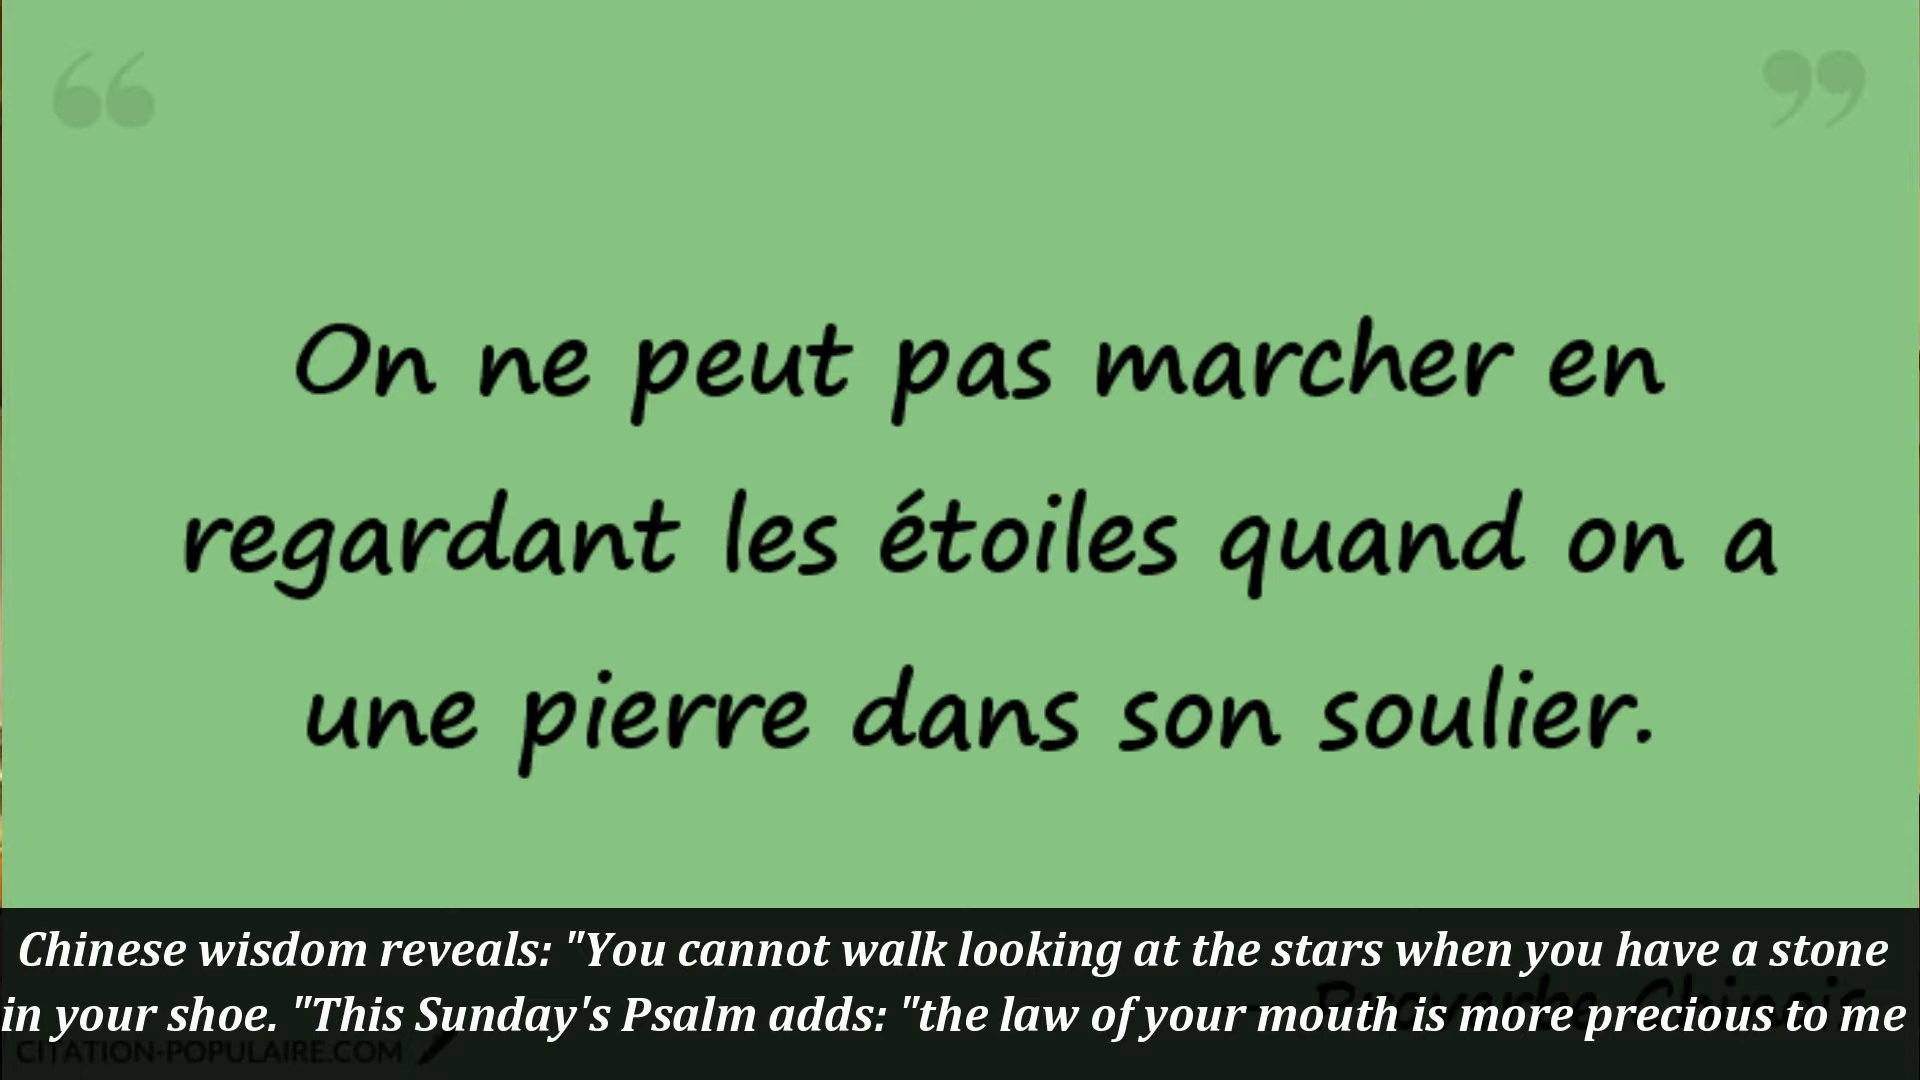 On ne peut pas marcher en
regardant les étoiles quand on a
une pierre dans son soulier.
Chinese wisdom reveals: "You cannot walk looking at the stars when you have a stone
— Proverbe Chinois
in your shoe. "This Sunday's Psalm adds: "the law of your mouth is more precious to me
CITATION-POPULAIRE.COM